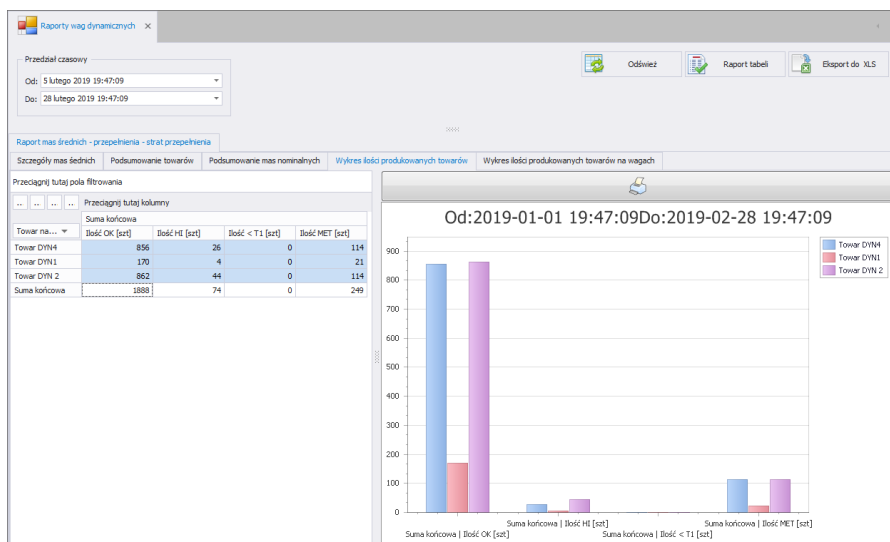 Raporty wag dynamicznych
Przedział czasowy
Od: 5 lutego 2019 19:47:09
Do: 28 lutego 2019 19:47:09
Odśwież
Raport tabeli
Eksport do XLS
Raport mas średnich - przepełnienia - strat przepełnienia
Szczegóły mas śednich
Podsumowanie towarów
Podsumowanie mas nominalnych
Wykres ilości produkowanych towarów
Wykres ilości produkowanych towarów na wagach
Przeciągnij tutaj pola filtrowania
.. .. .. .. Przeciągnij tutaj kolumny
Suma końcowa
Towar na... Ilość OK [szt] Ilość HI [szt] Ilość < T1 [szt] Ilość MET [szt]
Towar DYN4 856 26 0 114
Towar DYN1 170 4 0 21
Towar DYN 2 862 44 0 114
Suma końcowa 1888 74 0 249
Od:2019-01-01 19:47:09Do:2019-02-28 19:47:09
900
800
700
600
500
400
300
200
100
0
Suma końcowa | Ilość OK [szt]
Suma końcowa | Ilość HI [szt]
Suma końcowa | Ilość < T1 [szt]
Suma końcowa | Ilość MET [szt]
Towar DYN4
Towar DYN1
Towar DYN 2